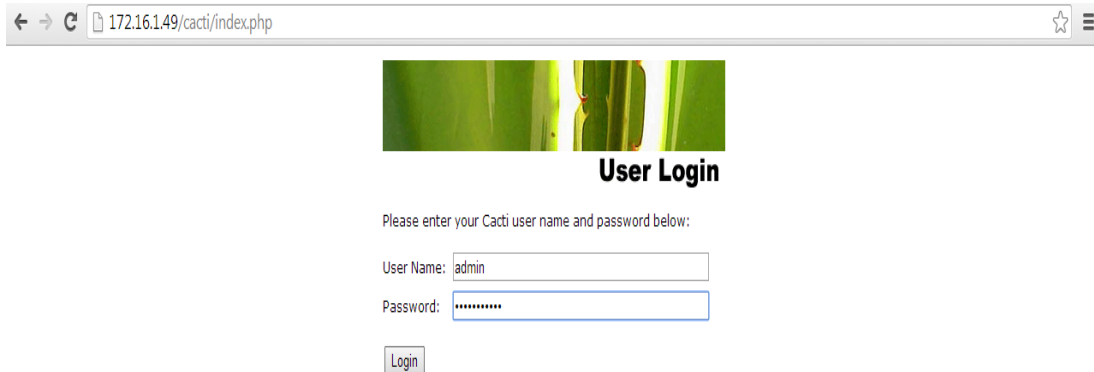 172.16.1.49/cacti/index.php
User Login
Please enter your Cacti user name and password below:
User Name: admin
Password: •••••••••••
Login